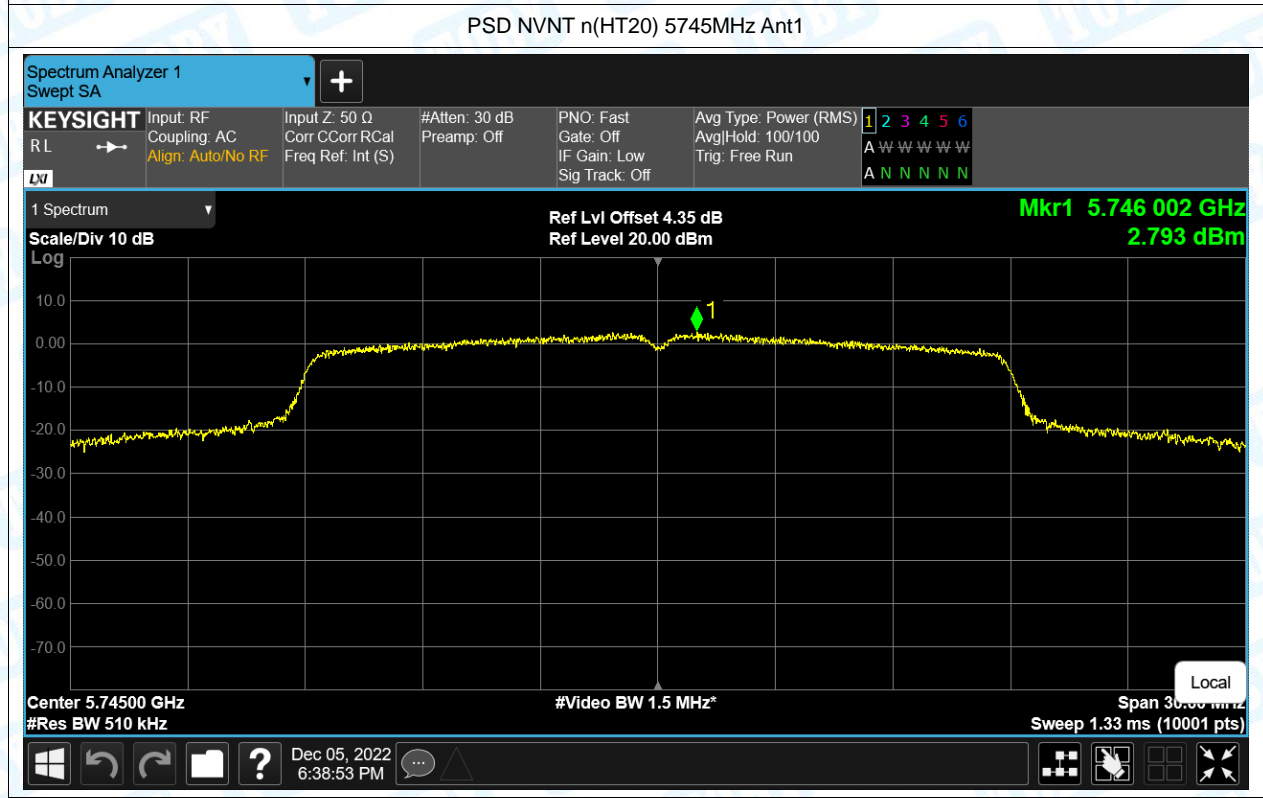 PSD NVNT n(HT20) 5745MHz Ant1
Spectrum Analyzer 1
Swept SA
KEYSIGHT
R L
LXI
Input: RF
Coupling: AC
Align: Auto/No RF
Input Z: 50 Ω
Corr CCorr RCal
Freq Ref: Int (S)
#Atten: 30 dB
Preamp: Off
PNO: Fast
Gate: Off
IF Gain: Low
Sig Track: Off
Avg Type: Power (RMS)
Avg|Hold: 100/100
Trig: Free Run
1 2 3 4 5 6
A W W W W W
A N N N N N
1 Spectrum
Scale/Div 10 dB
Ref Lvl Offset 4.35 dB
Ref Level 20.00 dBm
Mkr1 5.746 002 GHz
2.793 dBm
Log
10.0
0.00
-10.0
-20.0
-30.0
-40.0
-50.0
-60.0
-70.0
1
Local
Center 5.74500 GHz
#Res BW 510 kHz
#Video BW 1.5 MHz*
Span 30.00 MHz
Sweep 1.33 ms (10001 pts)
?
Dec 05, 2022
6:38:53 PM